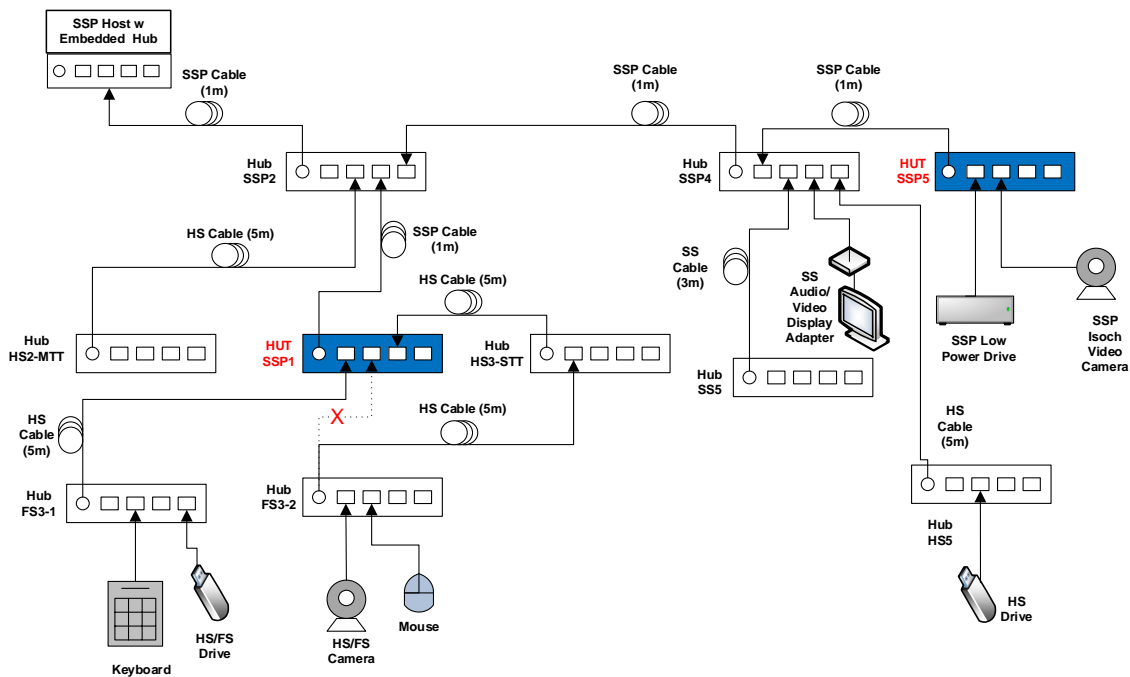 SSP Host w
Embedded Hub
SSP Cable
(1m)
SSP Cable
(1m)
SSP Cable
(1m)
Hub
SSP2
Hub
SSP4
HUT
SSP5
HS Cable (5m)
SSP Cable
(1m)
HS Cable (5m)
SS
Cable
(3m)
SS
Audio/
Video
Display
Adapter
SSP Low
Power Drive
SSP
Isoch
Video
Camera
Hub
HS2-MTT
HUT
SSP1
Hub
HS3-STT
Hub
SS5
HS
Cable
(5m)
X
HS Cable (5m)
HS
Cable
(5m)
Hub
FS3-1
Hub
FS3-2
Hub
HS5
Keyboard
HS/FS
Drive
HS/FS
Camera
Mouse
HS
Drive